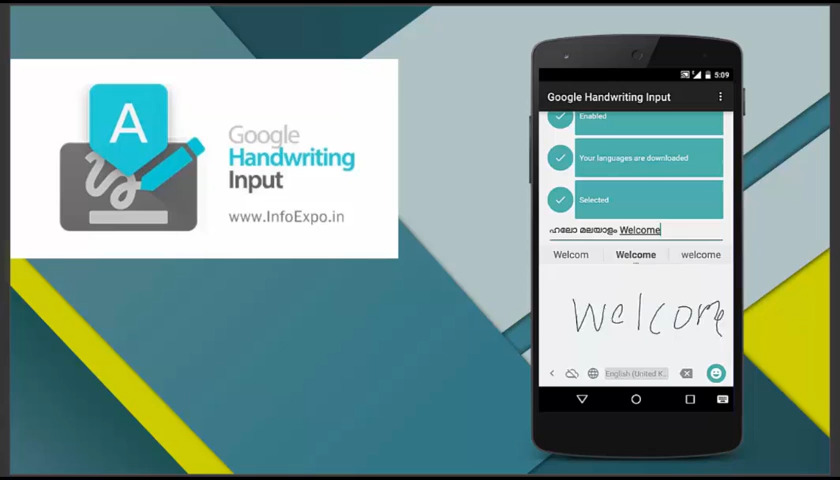 A
Google
Handwriting
Input
www.InfoExpo.in
5:09
Google Handwriting Input
Enabled
Your languages are downloaded
Selected
ഹലോ മലയാളം Welcome
Welcom Welcome welcome
Welcome
English (United K..